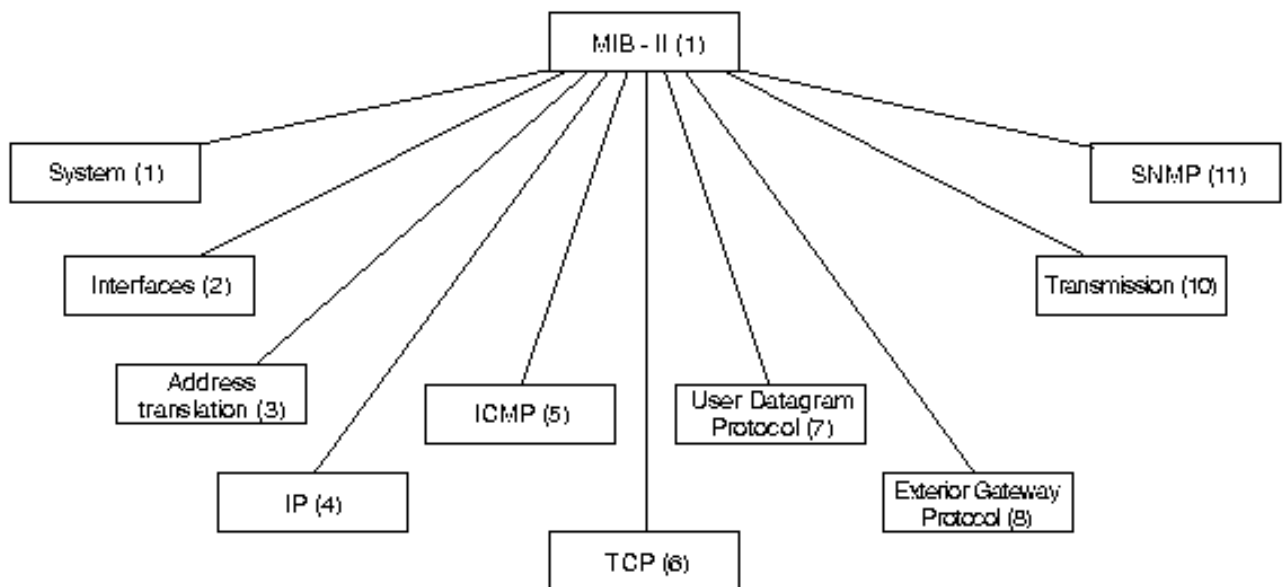 MIB - II (1)
System (1)
SNMP (11)
Interfaces (2)
Transmission (10)
Address
translation (3)
ICMP (5)
User Datagram
Protocol (7)
IP (4)
Exterior Gateway
Protocol (8)
TCP (6)